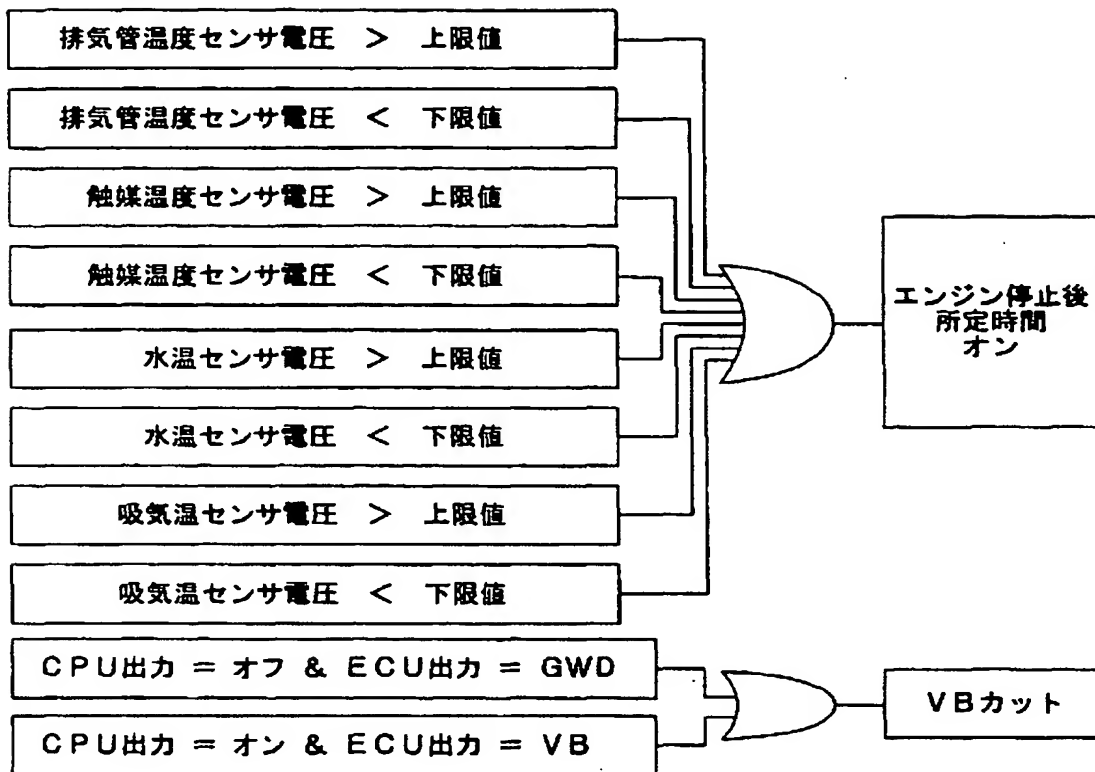 排気管温度センサ電圧 ＞ 上限値
排気管温度センサ電圧 ＜ 下限値
触媒温度センサ電圧 ＞ 上限値
触媒温度センサ電圧 ＜ 下限値
水温センサ電圧 ＞ 上限値
水温センサ電圧 ＜ 下限値
吸気温センサ電圧 ＞ 上限値
吸気温センサ電圧 ＜ 下限値
エンジン停止後
所定時間
オン
CPU出力 ＝ オフ & ECU出力 ＝ GWD
CPU出力 ＝ オン & ECU出力 ＝ VB
VBカット